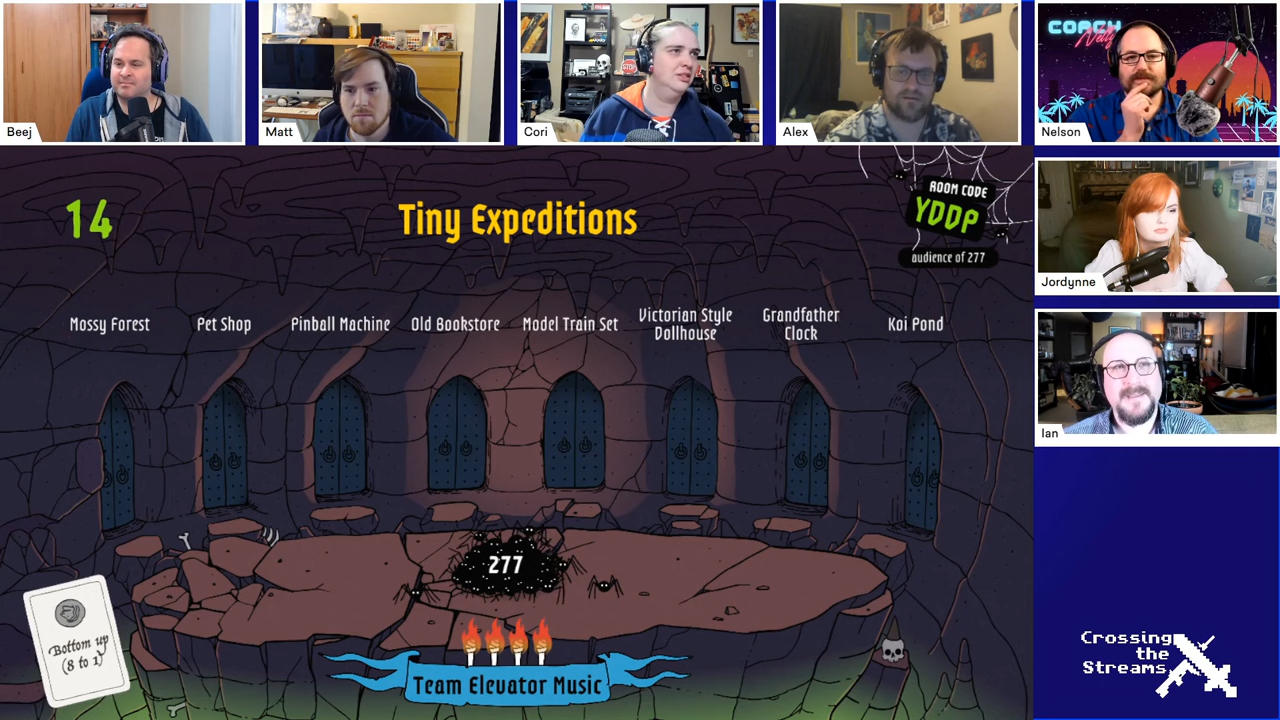 Beej
Matt
Cori
STOP
Alex
COACH
Nelly
Nelson
14
Tiny Expeditions
ROOM CODE
YDDP
audience of 277
Jordynne
Mossy Forest
Pet Shop
Pinball Machine
Old Bookstore
Model Train Set
Victorian Style
Dollhouse
Grandfather
Clock
Koi Pond
Ian
277
Bottom up
(8 to 1)
Team Elevator Music
Crossing
the
Streams